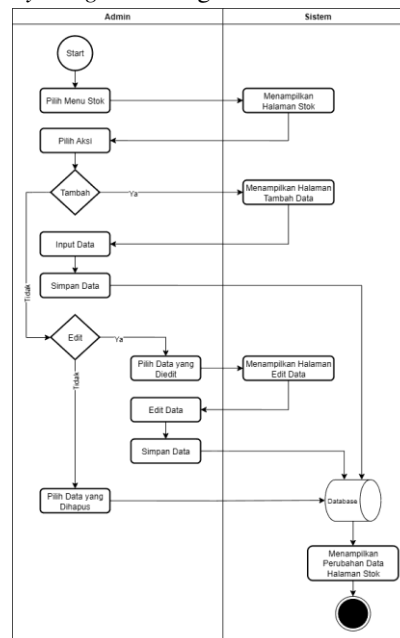 Admin
Sistem
Start
Pilih Menu Stok
Menampilkan
Halaman Stok
Pilih Aksi
Tambah
Ya
Menampilkan Halaman
Tambah Data
Input Data
Simpan Data
Tidak
Edit
Ya
Tidak
Pilih Data yang
Diedit
Menampilkan Halaman
Edit Data
Edit Data
Simpan Data
Pilih Data yang
Dihapus
Database
Menampilkan
Perubahan Data
Halaman Stok